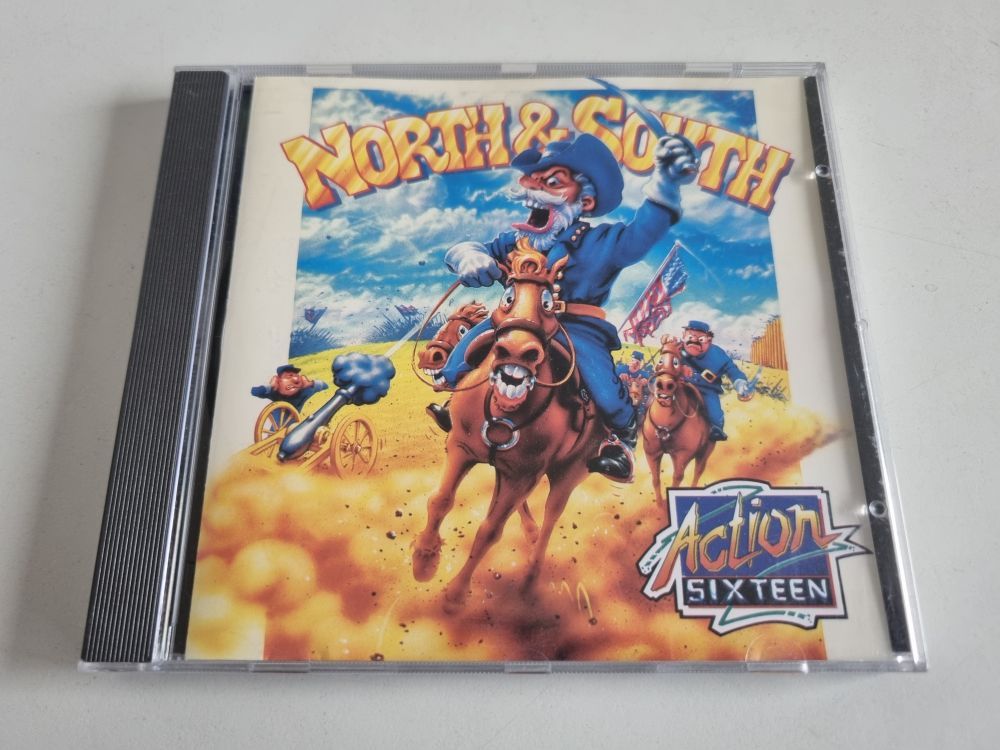 NORTH & SOUTH
Action
SIXTEEN